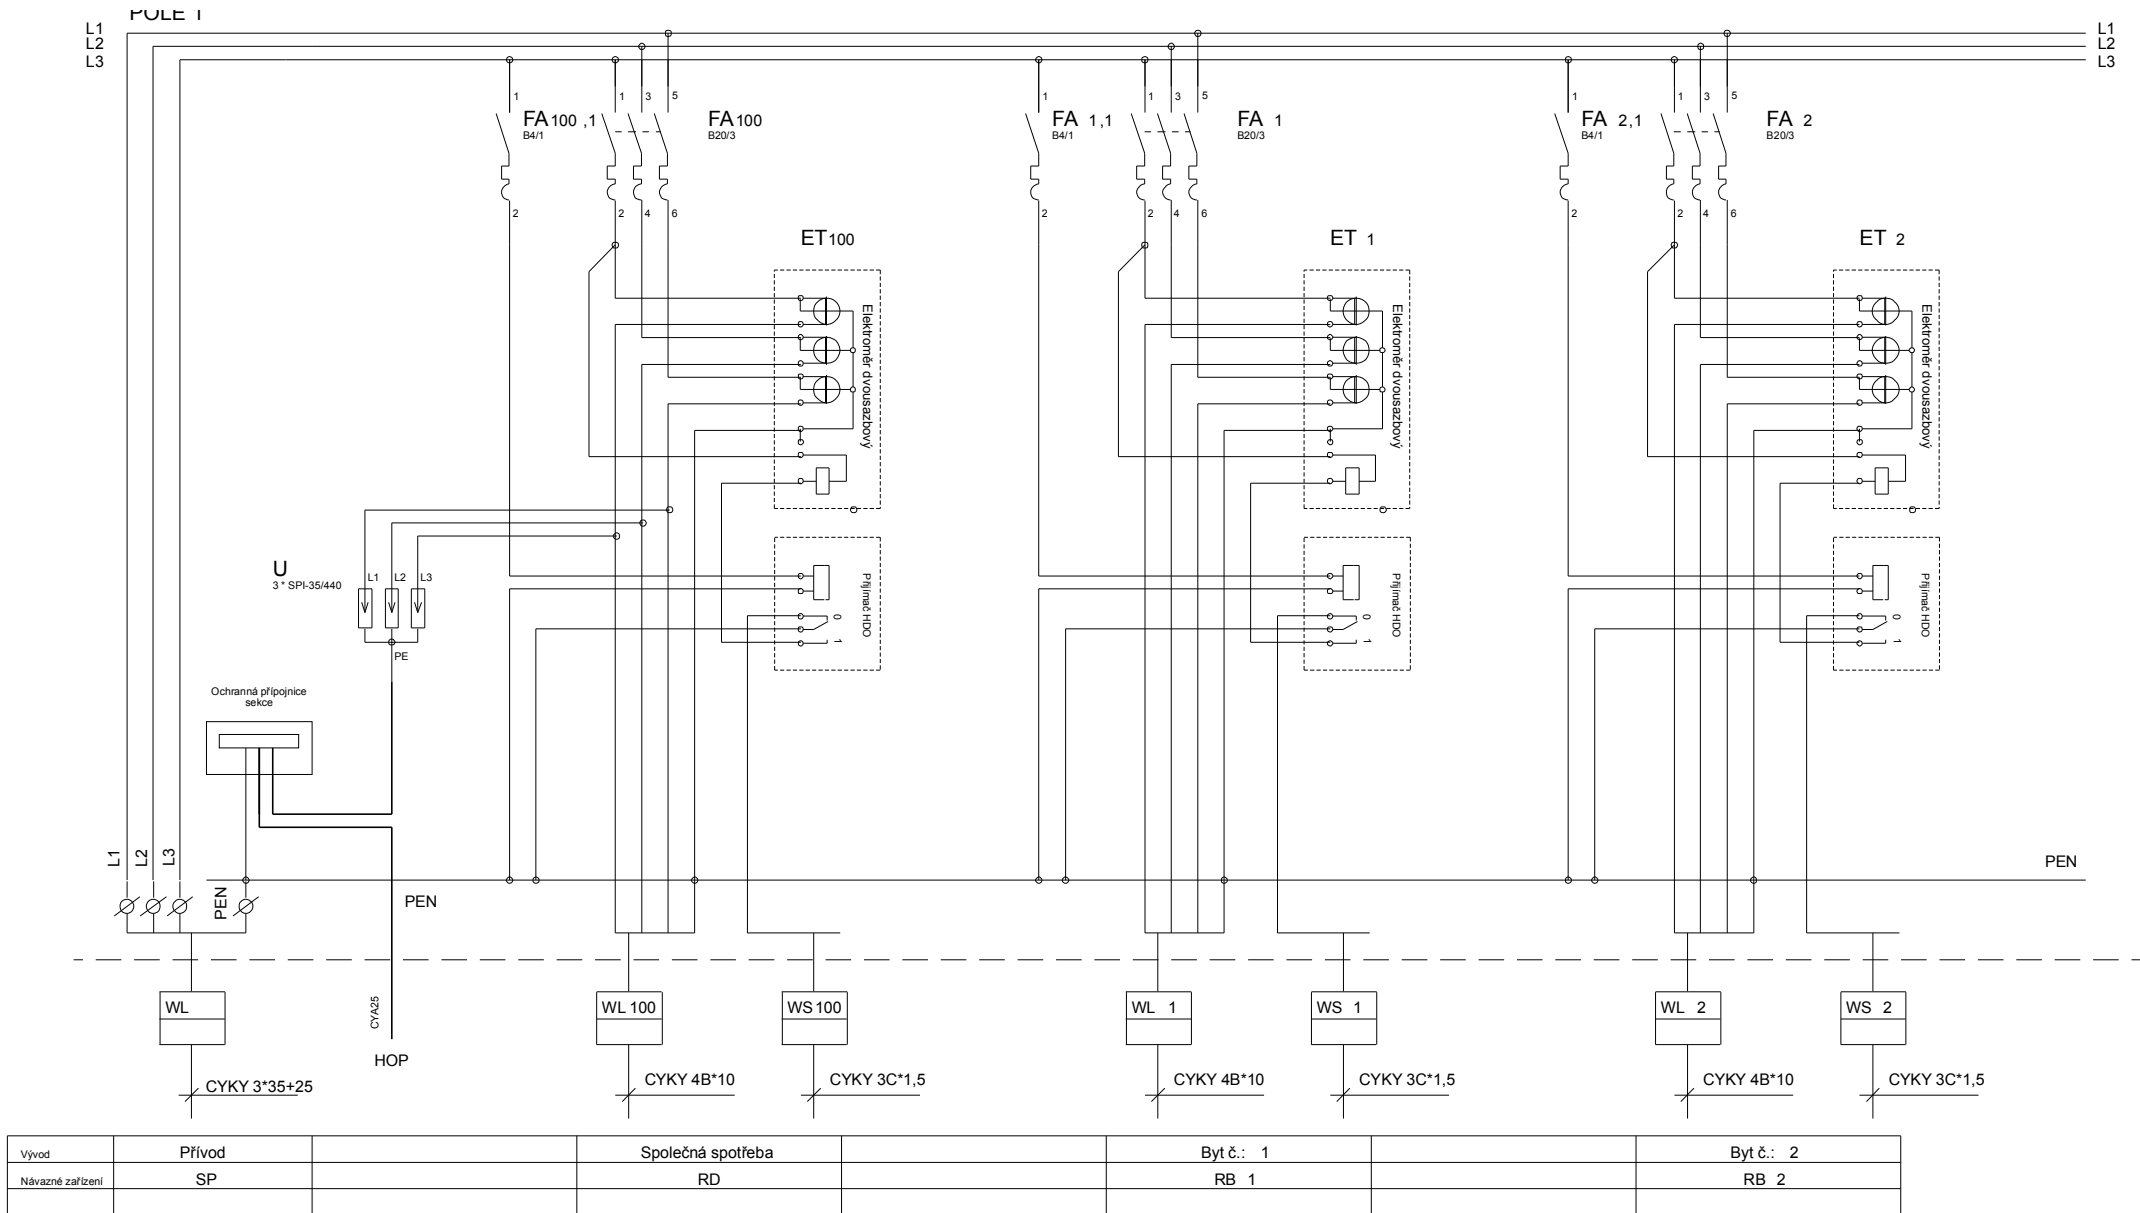 POLE 1
L1 L1
L2 L2
L3 L3
1 1 3 5 1 1 3 5 1 1 3 5
FA100 ,1 FA100 FA 1,1 FA 1 FA 2,1 FA 2
B4/1 B20/3 B4/1 B20/3 B4/1 B20/3
2 2 4 6 2 2 4 6 2 2 4 6
ET100 ET 1 ET 2
Elektroměr dvousazbový Elektroměr dvousazbový Elektroměr dvousazbový
U
3 * SPI-35/440
L1 L2 L3
Přijímač HDO Přijímač HDO Přijímač HDO
0 0 0
1 1 1
PE
Ochranná přípojnice
sekce
L1 L2 L3 PEN
PEN
PEN
WL CYA25 WL 100 WS 100 WL 1 WS 1 WL 2 WS 2
HOP
CYKY 3*35+25 CYKY 4B*10 CYKY 3C*1,5 CYKY 4B*10 CYKY 3C*1,5 CYKY 4B*10 CYKY 3C*1,5
Vývod Přívod Společná spotřeba Byt č.: 1 Byt č.: 2
Návazné zařízení SP RD RB 1 RB 2